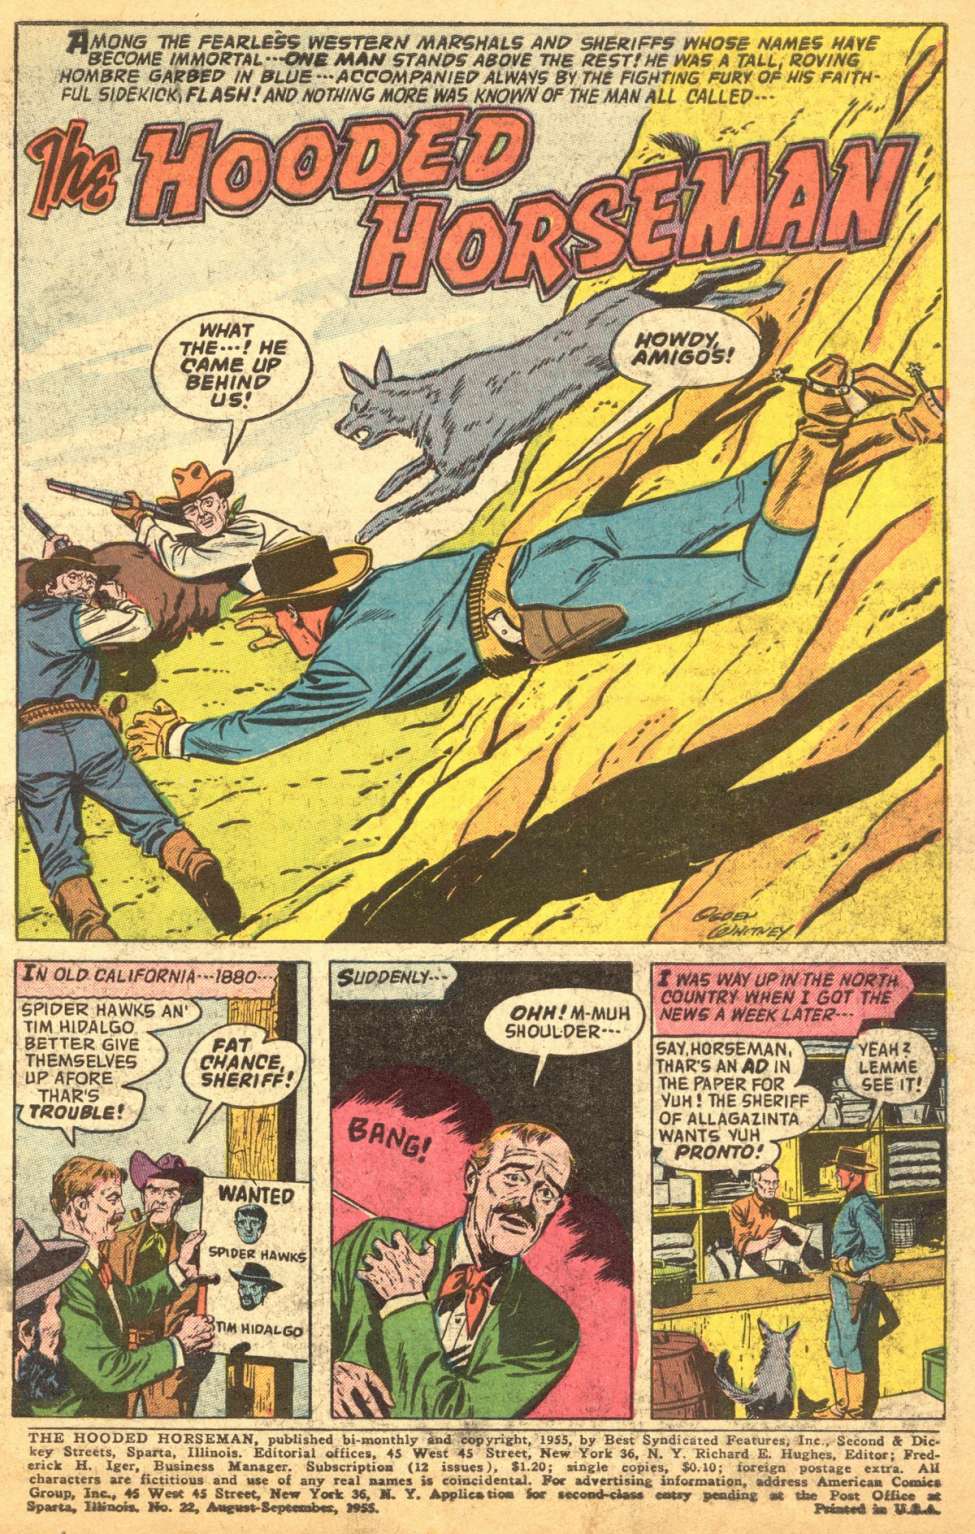 AMONG THE FEARLESS WESTERN MARSHALS AND SHERIFFS WHOSE NAMES HAVE
BECOME IMMORTAL---ONE MAN STANDS ABOVE THE REST! HE WAS A TALL, ROVING
HOMBRE GARBED IN BLUE---ACCOMPANIED ALWAYS BY THE FIGHTING FURY OF HIS FAITH-
FUL SIDEKICK, FLASH! AND NOTHING MORE WAS KNOWN OF THE MAN ALL CALLED---
The HOODED
HORSEMAN
WHAT
THE---! HE
CAME UP
BEHIND
US!
HOWDY,
AMIGOS!
OGDEN
WHITNEY
IN OLD CALIFORNIA---1880---
SPIDER HAWKS AN'
TIM HIDALGO
BETTER GIVE
THEMSELVES
UP AFORE
THAR'S
TROUBLE!
FAT
CHANCE,
SHERIFF!
WANTED
SPIDER HAWKS
TIM HIDALGO
SUDDENLY---
OHH! M-MUH
SHOULDER---
BANG!
I WAS WAY UP IN THE NORTH
COUNTRY WHEN I GOT THE
NEWS A WEEK LATER---
SAY, HORSEMAN,
THAR'S AN AD IN
THE PAPER FOR
YUH! THE SHERIFF
OF ALLAGAZINTA
WANTS YUH
PRONTO!
YEAH?
LEMME
SEE IT!
THE HOODED HORSEMAN, published bi-monthly and copyright, 1955, by Best Syndicated Features, Inc., Second & Dic-
key Streets, Sparta, Illinois. Editorial offices, 45 West 45 Street, New York 36, N. Y. Richard E. Hughes, Editor; Fred-
erick H. Iger, Business Manager. Subscription (12 issues), $1.20; single copies, $0.10; foreign postage extra. All
characters are fictitious and use of any real names is coincidental. For advertising information, address American Comics
Group, Inc., 45 West 45 Street, New York 36, N. Y. Application for second-class entry pending at the Post Office at
Sparta, Illinois. No. 22, August-September, 1955. Printed in U.S.A.